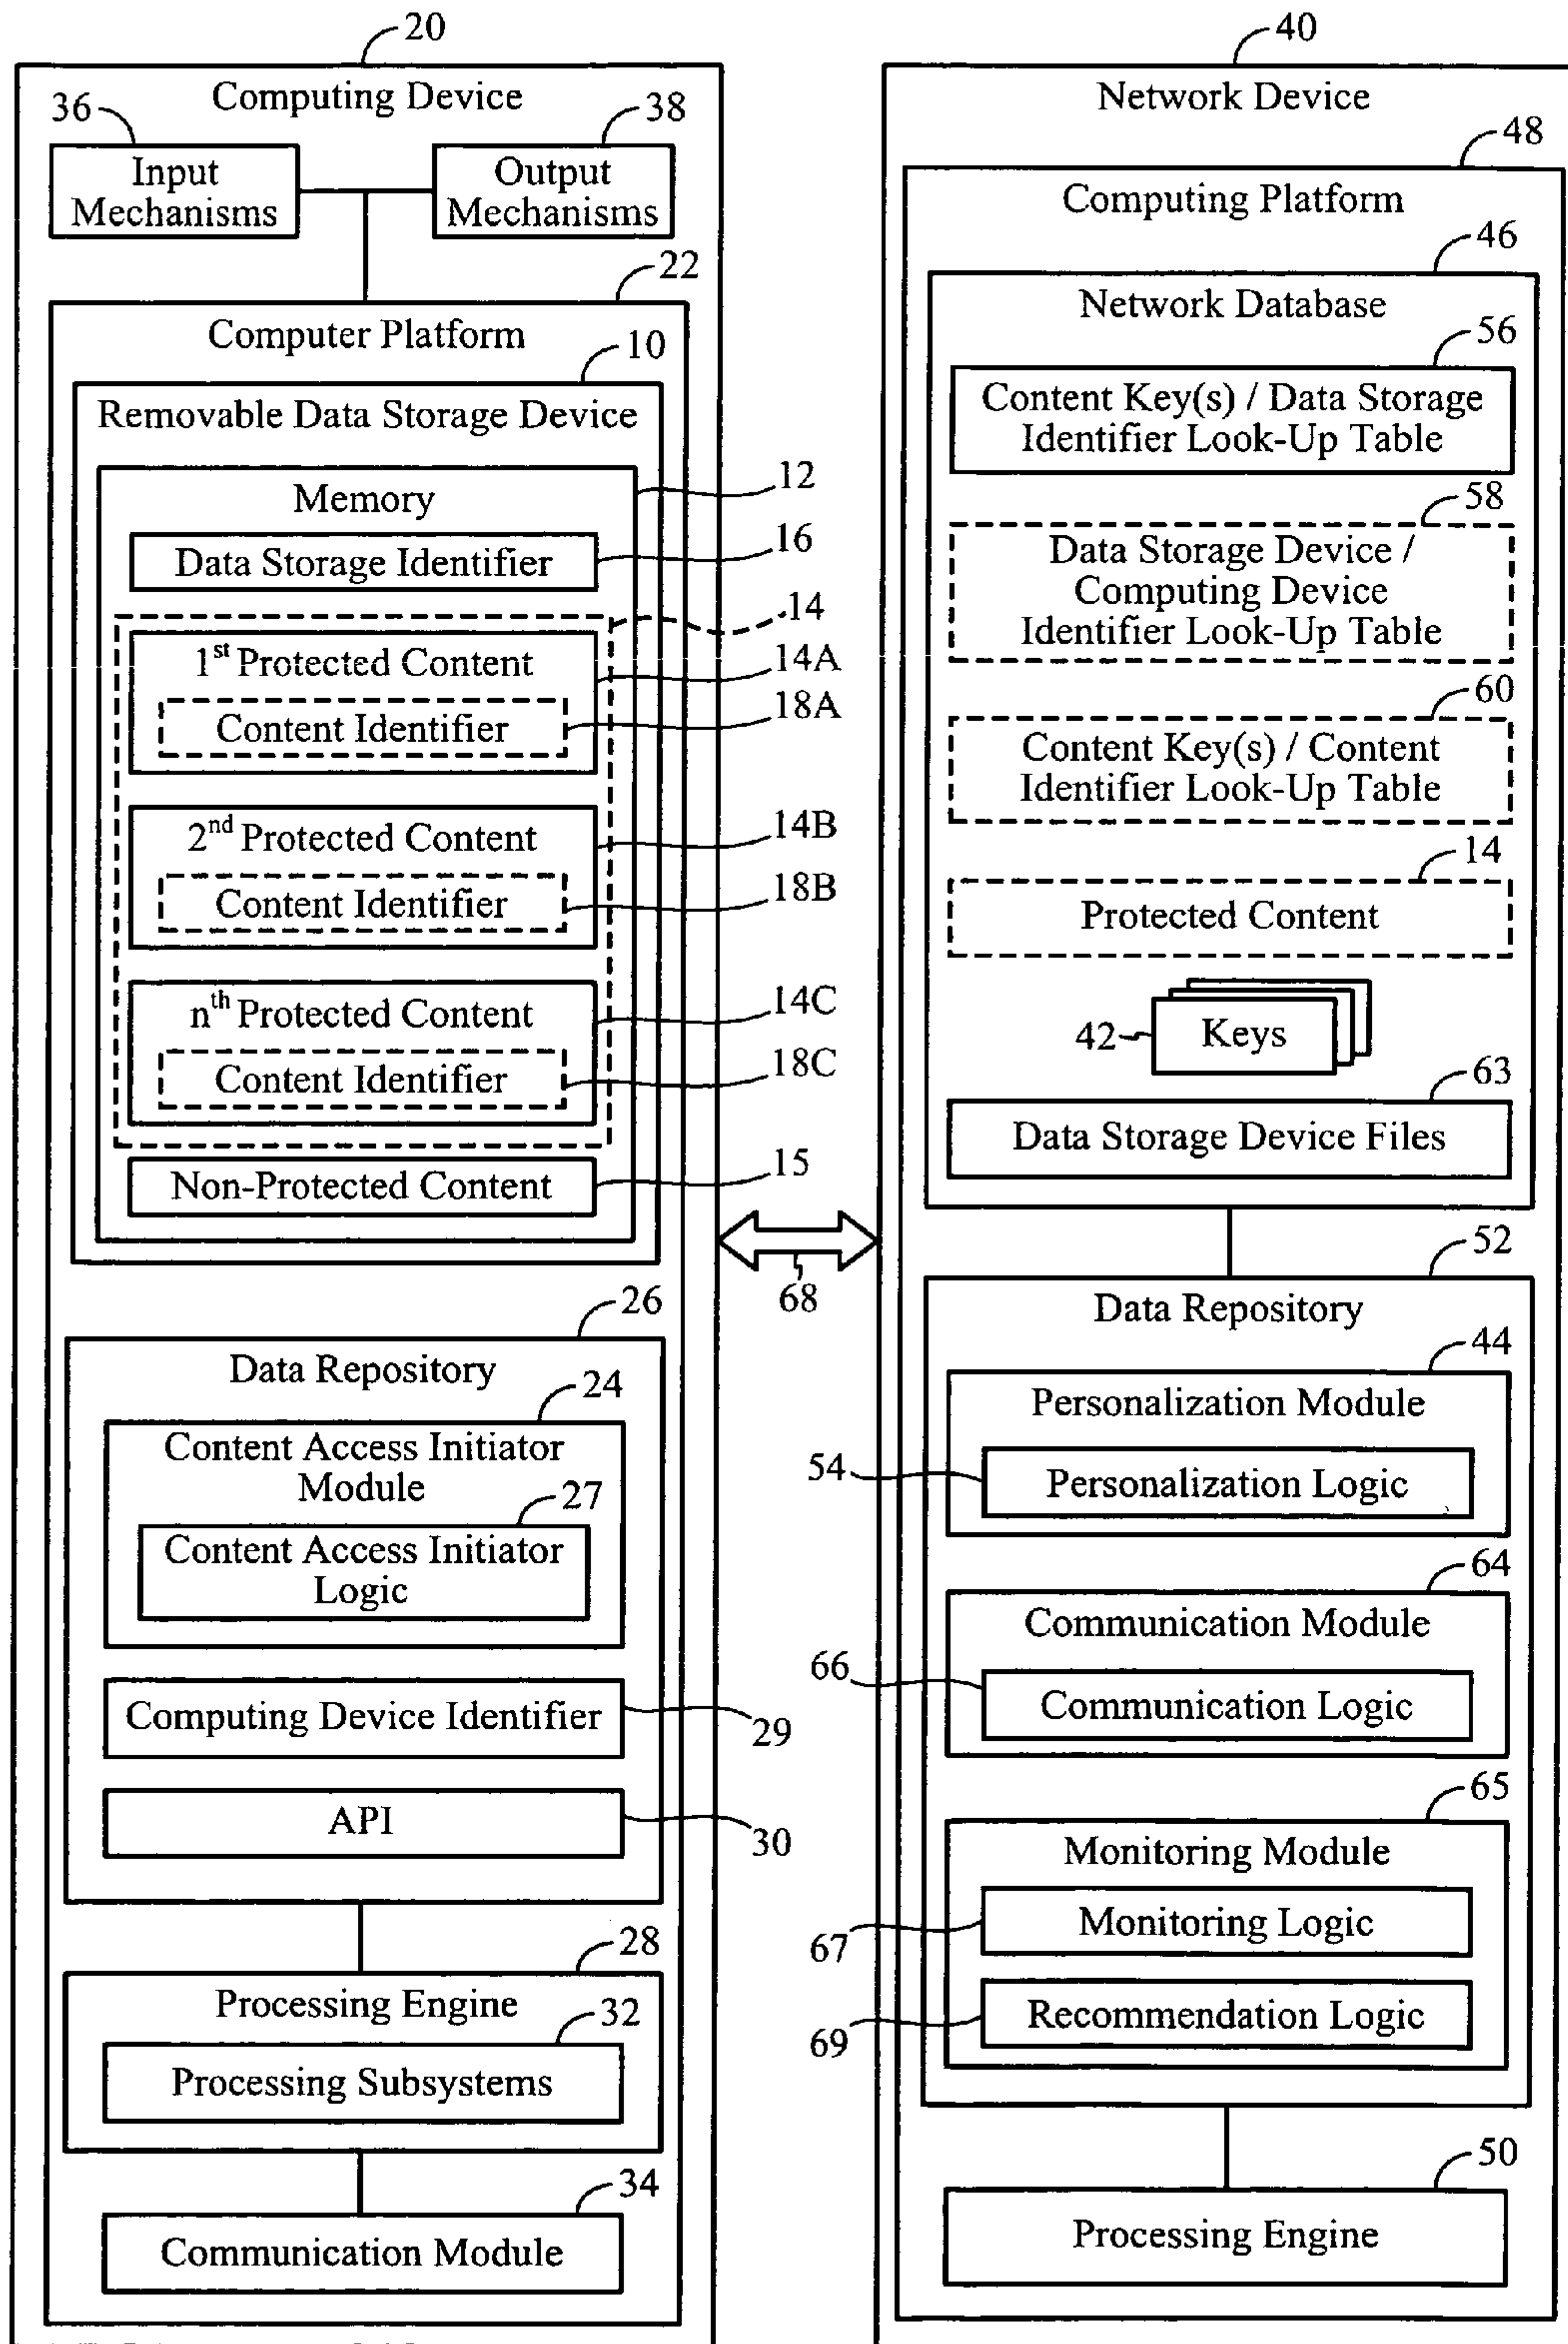 20
Computing Device
36
38
Input
Mechanisms
Output
Mechanisms
22
Computer Platform
10
Removable Data Storage Device
12
Memory
16
Data Storage Identifier
14
1st Protected Content
14A
18A
Content Identifier
2nd Protected Content
14B
18B
Content Identifier
nth Protected Content
14C
18C
Content Identifier
15
Non-Protected Content
26
Data Repository
24
Content Access Initiator
Module
27
Content Access Initiator
Logic
Computing Device Identifier
29
API
30
28
Processing Engine
32
Processing Subsystems
34
Communication Module
68
40
Network Device
48
Computing Platform
46
Network Database
56
Content Key(s) / Data Storage
Identifier Look-Up Table
58
Data Storage Device /
Computing Device
Identifier Look-Up Table
60
Content Key(s) / Content
Identifier Look-Up Table
14
Protected Content
42
Keys
63
Data Storage Device Files
52
Data Repository
44
Personalization Module
54
Personalization Logic
64
Communication Module
66
Communication Logic
65
Monitoring Module
67
Monitoring Logic
69
Recommendation Logic
50
Processing Engine